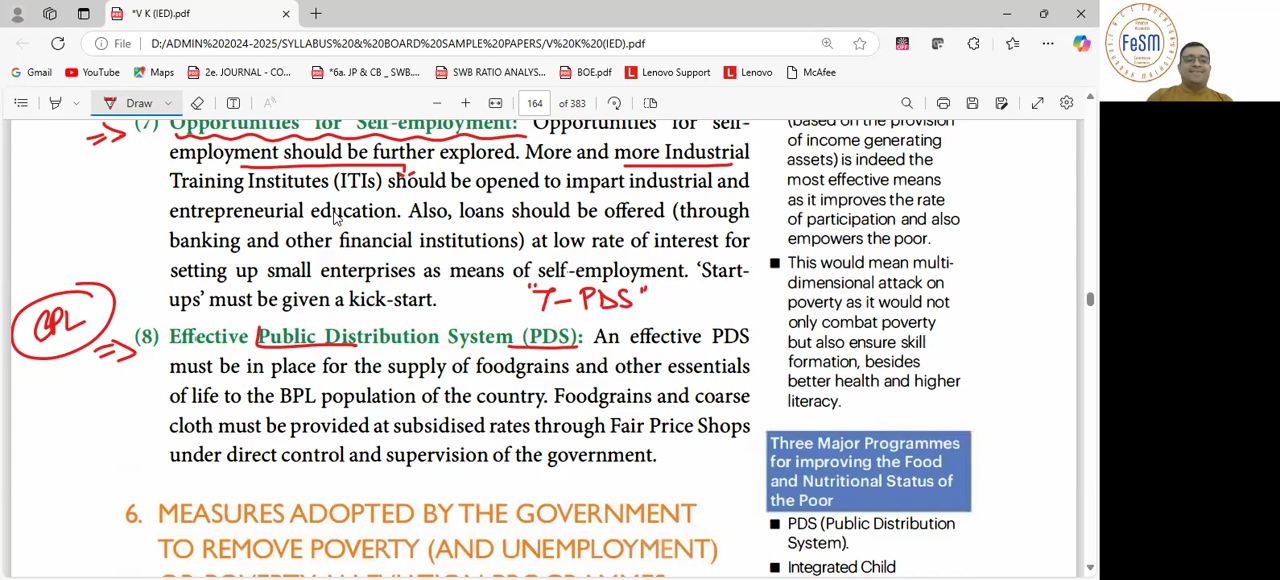 *V K (IED).pdf
File D:/ADMIN%202024-2025/SYLLABUS%20&%20BOARD%20SAMPLE%20PAPERS/V%20K%20(IED).pdf
Gmail YouTube Maps 2e. JOURNAL - CO... *6a. JP & CB_ SWB... SWB RATIO ANALYS... BOE.pdf Lenovo Support Lenovo McAfee
Draw 164 of 383
FeSM
(7) Opportunities for Self-employment: Opportunities for self-
employment should be further explored. More and more Industrial
Training Institutes (ITIs) should be opened to impart industrial and
entrepreneurial education. Also, loans should be offered (through
banking and other financial institutions) at low rate of interest for
setting up small enterprises as means of self-employment. ‘Start-
ups’ must be given a kick-start.
"T-PDS"
BPL
(8) Effective Public Distribution System (PDS): An effective PDS
must be in place for the supply of foodgrains and other essentials
of life to the BPL population of the country. Foodgrains and coarse
cloth must be provided at subsidised rates through Fair Price Shops
under direct control and supervision of the government.
6. MEASURES ADOPTED BY THE GOVERNMENT
TO REMOVE POVERTY (AND UNEMPLOYMENT)
OR POVERTY ALLEVIATION PROGRAMMES
(based on the provision
of income generating
assets) is indeed the
most effective means
as it improves the rate
of participation and also
empowers the poor.
■ This would mean multi-
dimensional attack on
poverty as it would not
only combat poverty
but also ensure skill
formation, besides
better health and higher
literacy.
Three Major Programmes
for improving the Food
and Nutritional Status of
the Poor
■ PDS (Public Distribution
System).
■ Integrated Child